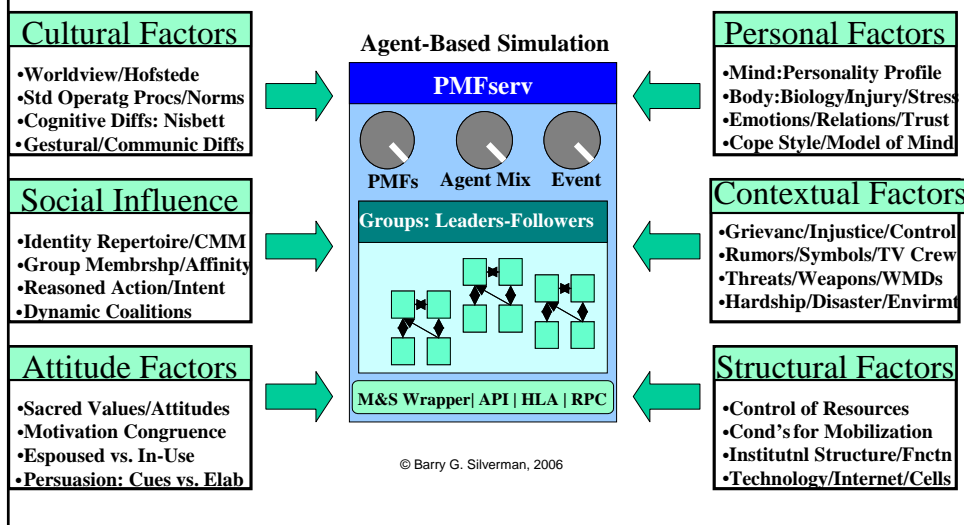 Cultural Factors
•Worldview/Hofstede
•Std Operatg Procs/Norms
•Cognitive Diffs: Nisbett
•Gestural/Communic Diffs
Social Influence
•Identity Repertoire/CMM
•Group Membrshp/Affinity
•Reasoned Action/Intent
•Dynamic Coalitions
Attitude Factors
•Sacred Values/Attitudes
•Motivation Congruence
•Espoused vs. In-Use
•Persuasion: Cues vs. Elab
Agent-Based Simulation
PMFserv
PMFs Agent Mix Event
Groups: Leaders-Followers
M&S Wrapper| API | HLA | RPC
© Barry G. Silverman, 2006
Personal Factors
•Mind:Personality Profile
•Body:Biology/Injury/Stress
•Emotions/Relations/Trust
•Cope Style/Model of Mind
Contextual Factors
•Grievanc/Injustice/Control
•Rumors/Symbols/TV Crew
•Threats/Weapons/WMDs
•Hardship/Disaster/Envirmt
Structural Factors
•Control of Resources
•Cond's for Mobilization
•Institutnl Structure/Fnctn
•Technology/Internet/Cells